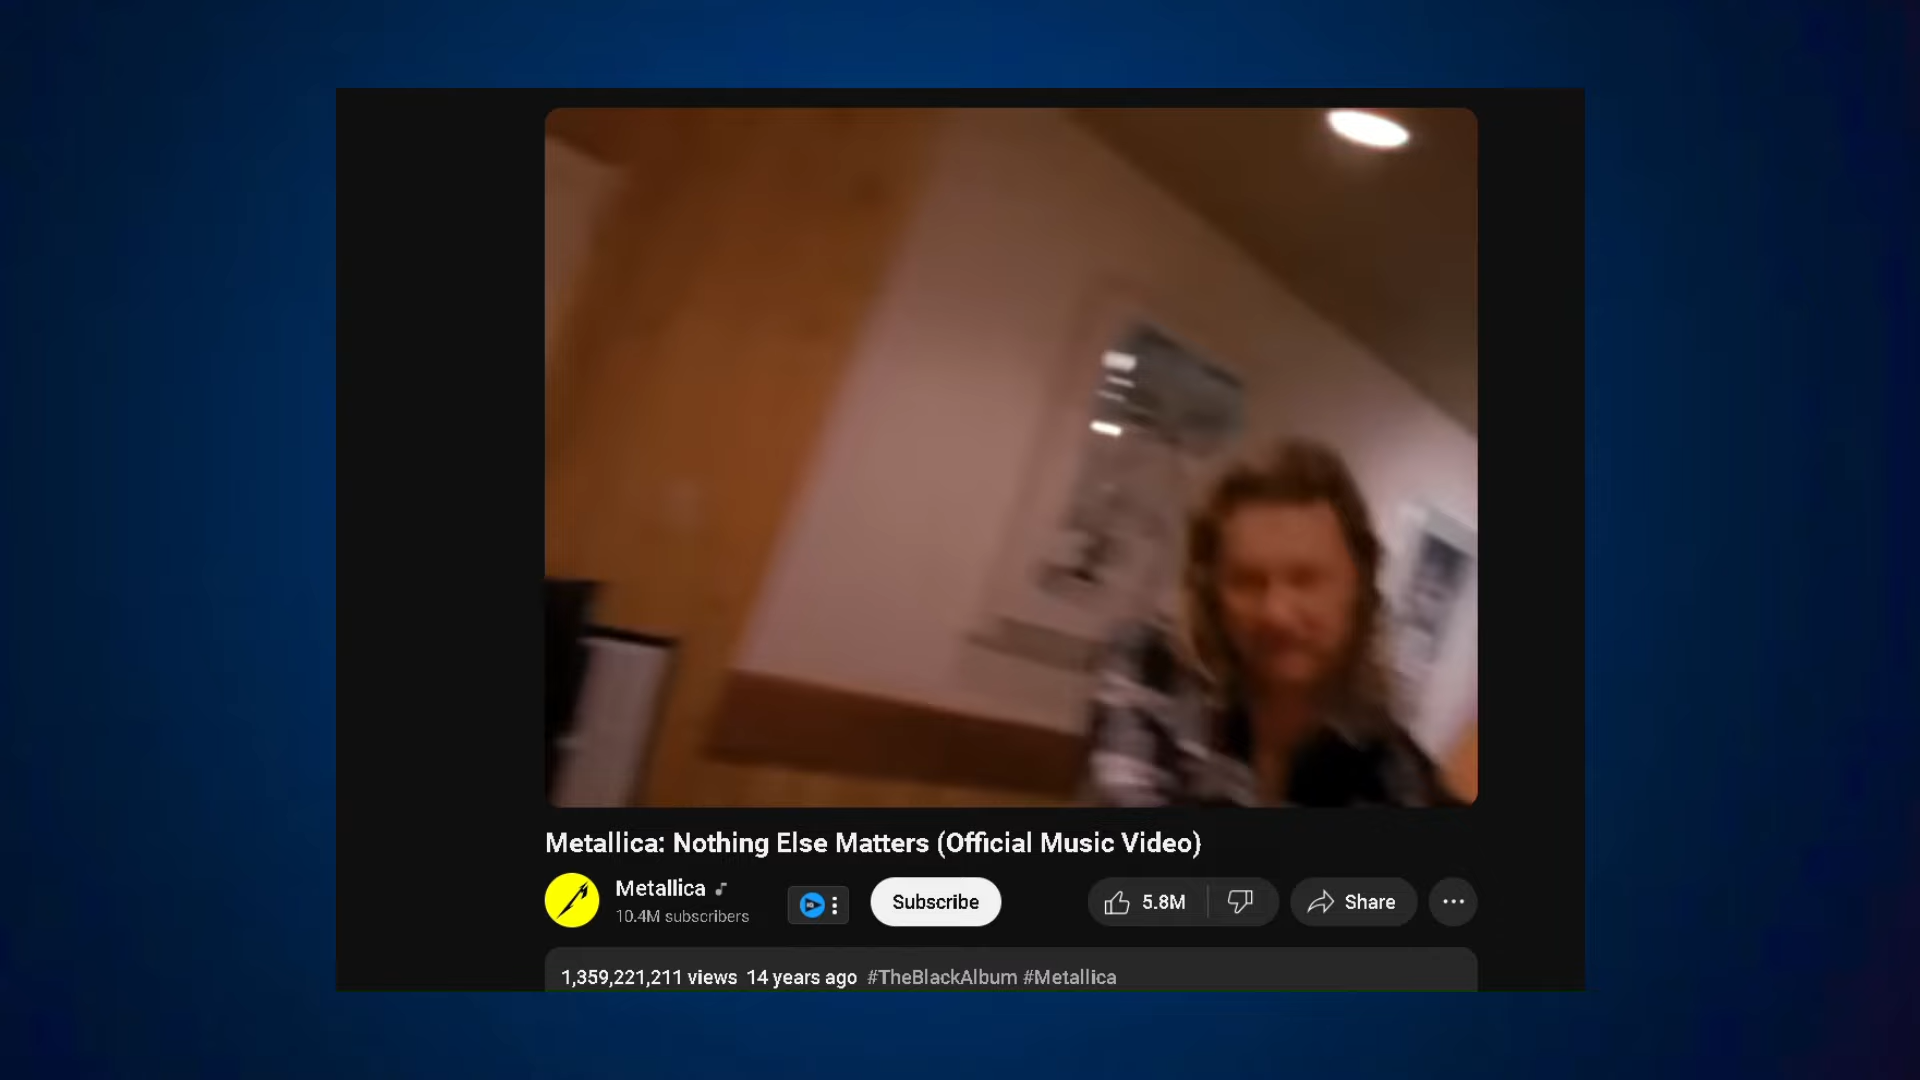 Metallica: Nothing Else Matters (Official Music Video)
Metallica
10.4M subscribers
Subscribe
5.8M
Share
1,359,221,211 views 14 years ago #TheBlackAlbum #Metallica